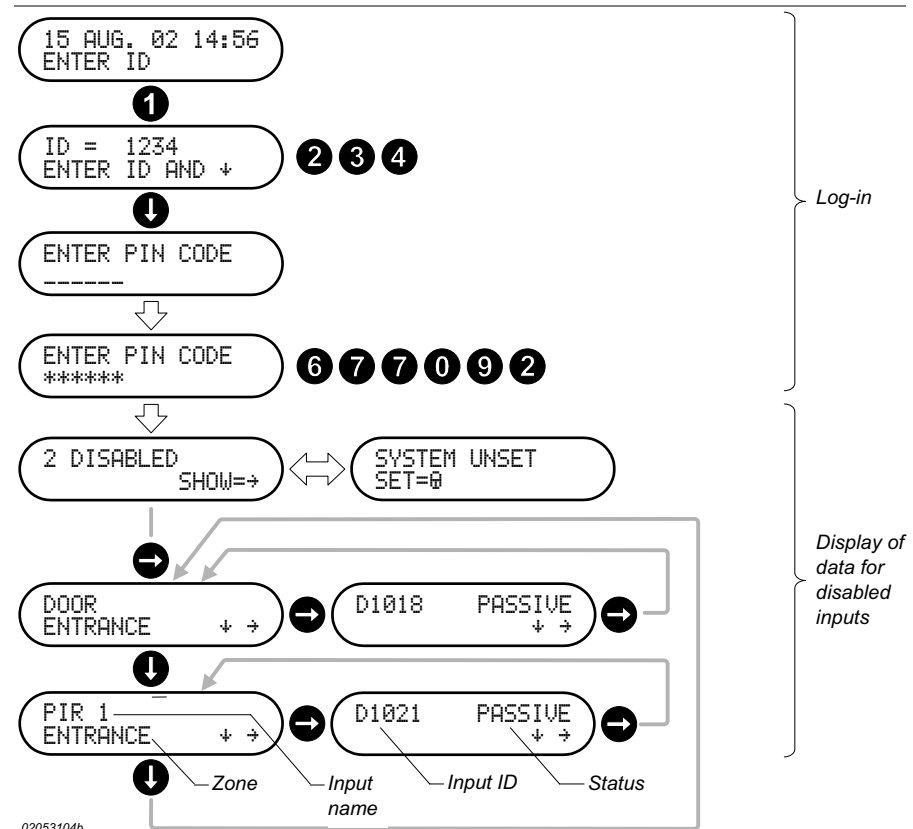 15 AUG. 02 14:56
ENTER ID
1
ID = 1234
ENTER ID AND ↓
2 3 4
↓
ENTER PIN CODE
------
ENTER PIN CODE
******
6 7 7 0 9 2
Log-in
2 DISABLED
SHOW=→
SYSTEM UNSET
SET=
→
DOOR
ENTRANCE ↓ →
→
D1018 PASSIVE
↓ →
→
↓
PIR 1
ENTRANCE ↓ →
→
D1021 PASSIVE
↓ →
→
↓
Zone
Input
name
Input ID
Status
Display of
data for
disabled
inputs
02053104b